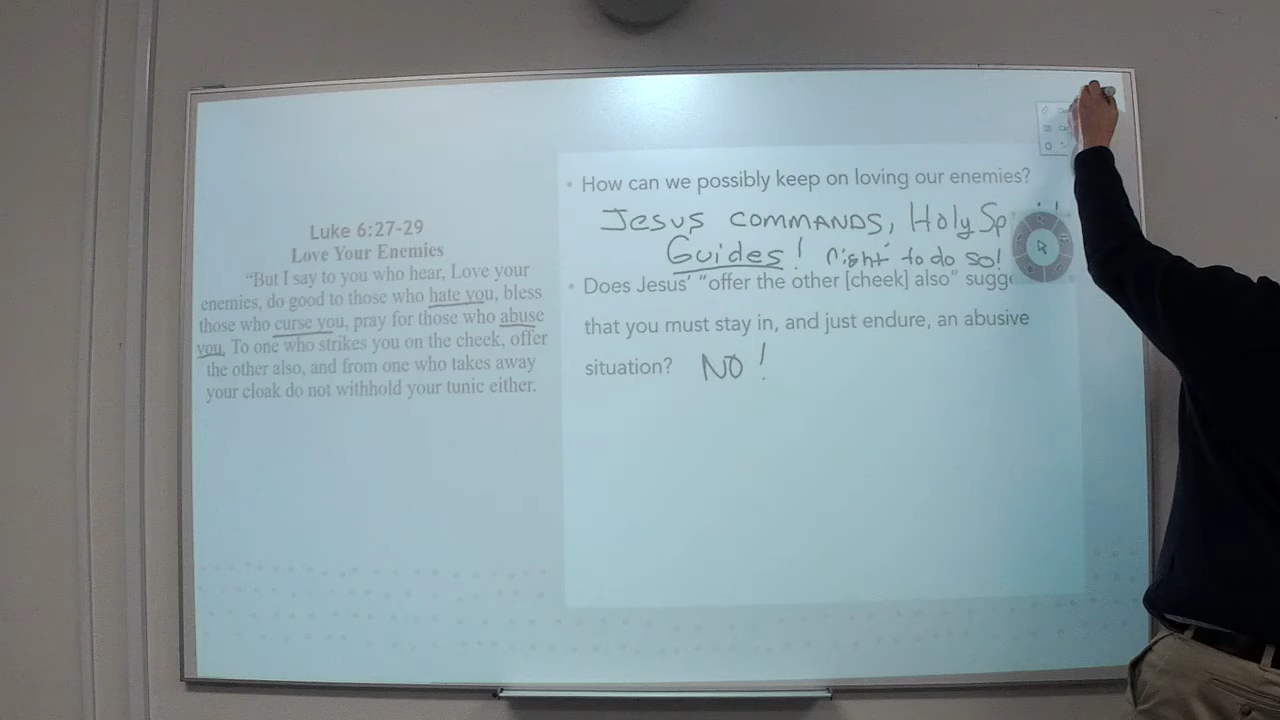 Luke 6:27-29
Love Your Enemies
“But I say to you who hear, Love your
enemies, do good to those who hate you, bless
those who curse you, pray for those who abuse
you. To one who strikes you on the cheek, offer
the other also, and from one who takes away
your cloak do not withhold your tunic either.
• How can we possibly keep on loving our enemies?
Jesus COMMANDS, Holy
Guides! Right to do so!
• Does Jesus’ “offer the other [cheek] also”
that you must stay in, and just endure, an abusive
situation? NO!